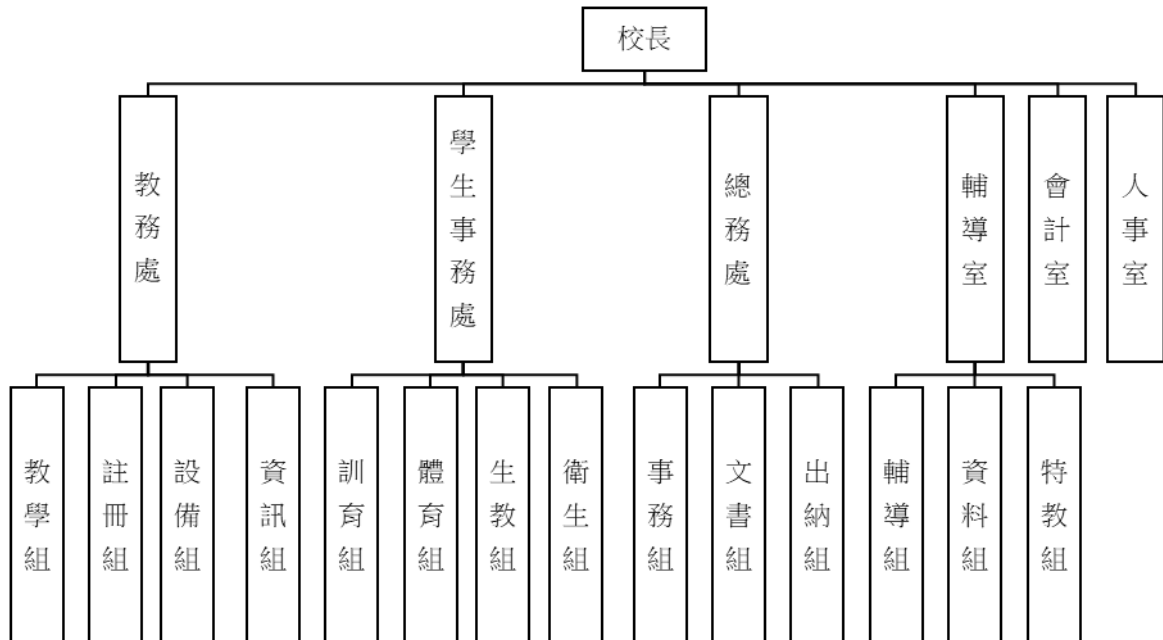 校長
教務處
學生事務處
總務處
輔導室
會計室
人事室
教學組
註冊組
設備組
資訊組
訓育組
體育組
生教組
衛生組
事務組
文書組
出納組
輔導組
資料組
特教組